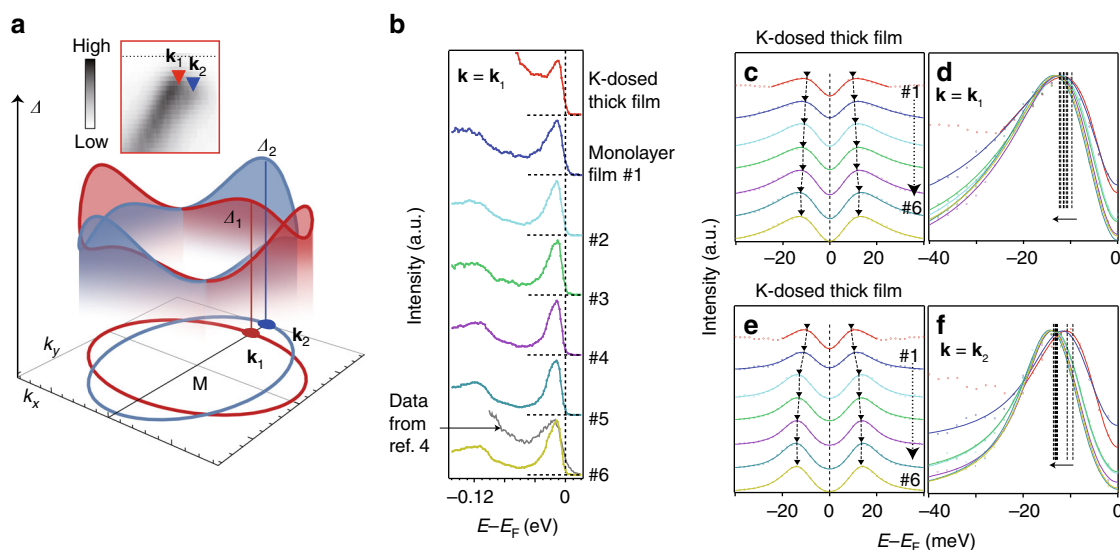 a
High
Low
k1
k2
Δ
Δ2
Δ1
ky
kx
M
k1
k2
b
k = k1
K-dosed
thick film
Monolayer
film #1
#2
#3
#4
#5
Data
from
ref. 4
#6
Intensity (a.u.)
−0.12
0
E–EF (eV)
K-dosed thick film
c
#1
#6
−20
0
20
d
k = k1
−40
−20
0
Intensity (a.u.)
K-dosed thick film
e
#1
#6
−20
0
20
f
k = k2
−40
−20
0
E–EF (meV)